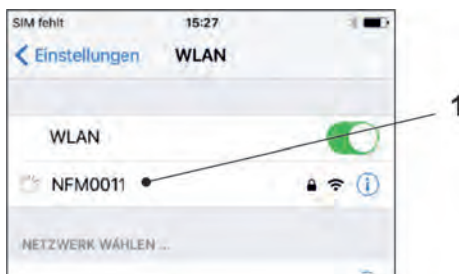 SIM fehlt 15:27
Einstellungen WLAN
WLAN
1
NFM0011
NETZWERK WÄHLEN ...